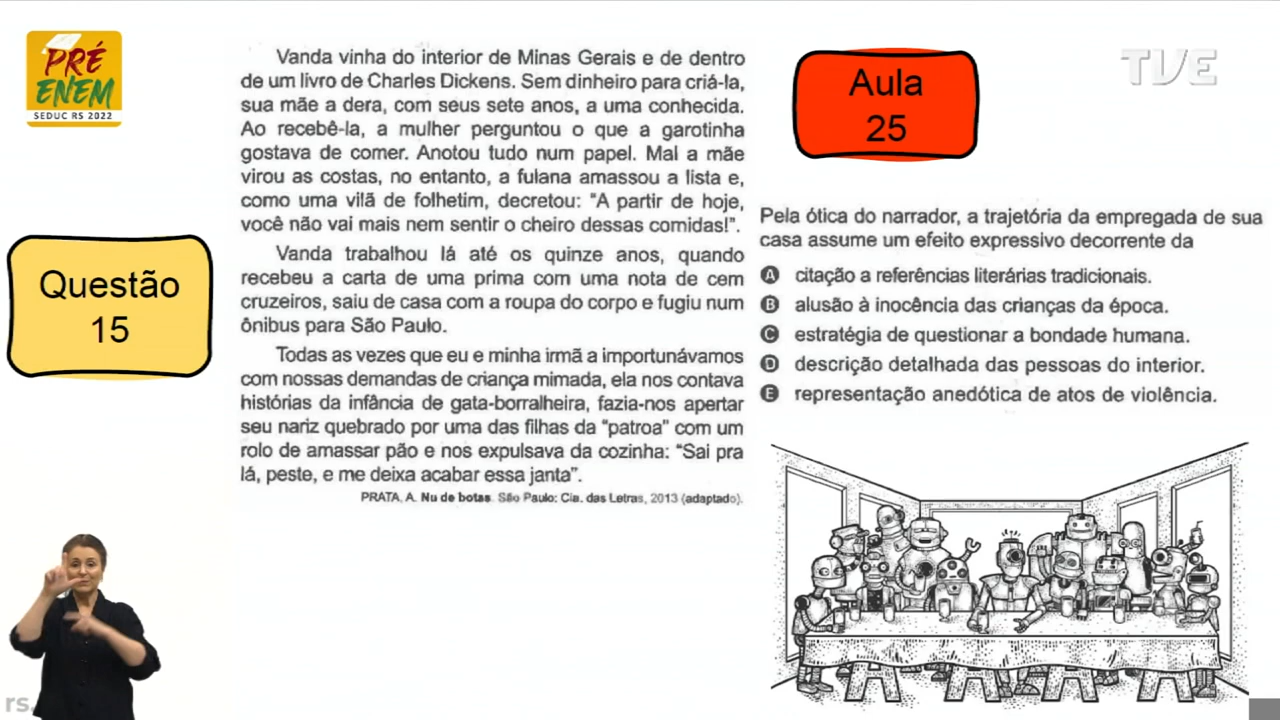 PRÉ
ENEM
SEDUC RS 2022
Questão
15
Vanda vinha do interior de Minas Gerais e de dentro
de um livro de Charles Dickens. Sem dinheiro para criá-la,
sua mãe a dera, com seus sete anos, a uma conhecida.
Ao recebê-la, a mulher perguntou o que a garotinha
gostava de comer. Anotou tudo num papel. Mal a mãe
virou as costas, no entanto, a fulana amassou a lista e,
como uma vilã de folhetim, decretou: “A partir de hoje,
você não vai mais nem sentir o cheiro dessas comidas!”.
Vanda trabalhou lá até os quinze anos, quando
recebeu a carta de uma prima com uma nota de cem
cruzeiros, saiu de casa com a roupa do corpo e fugiu num
ônibus para São Paulo.
Todas as vezes que eu e minha irmã a importunávamos
com nossas demandas de criança mimada, ela nos contava
histórias da infância de gata-borralheira, fazia-nos apertar
seu nariz quebrado por uma das filhas da “patroa” com um
rolo de amassar pão e nos expulsava da cozinha: “Sai pra
lá, peste, e me deixa acabar essa janta”.
PRATA, A. Nu de botas. São Paulo: Cia. das Letras, 2013 (adaptado).
Aula
25
TVE
Pela ótica do narrador, a trajetória da empregada de sua
casa assume um efeito expressivo decorrente da
A citação a referências literárias tradicionais.
B alusão à inocência das crianças da época.
C estratégia de questionar a bondade humana.
D descrição detalhada das pessoas do interior.
E representação anedótica de atos de violência.
rs.